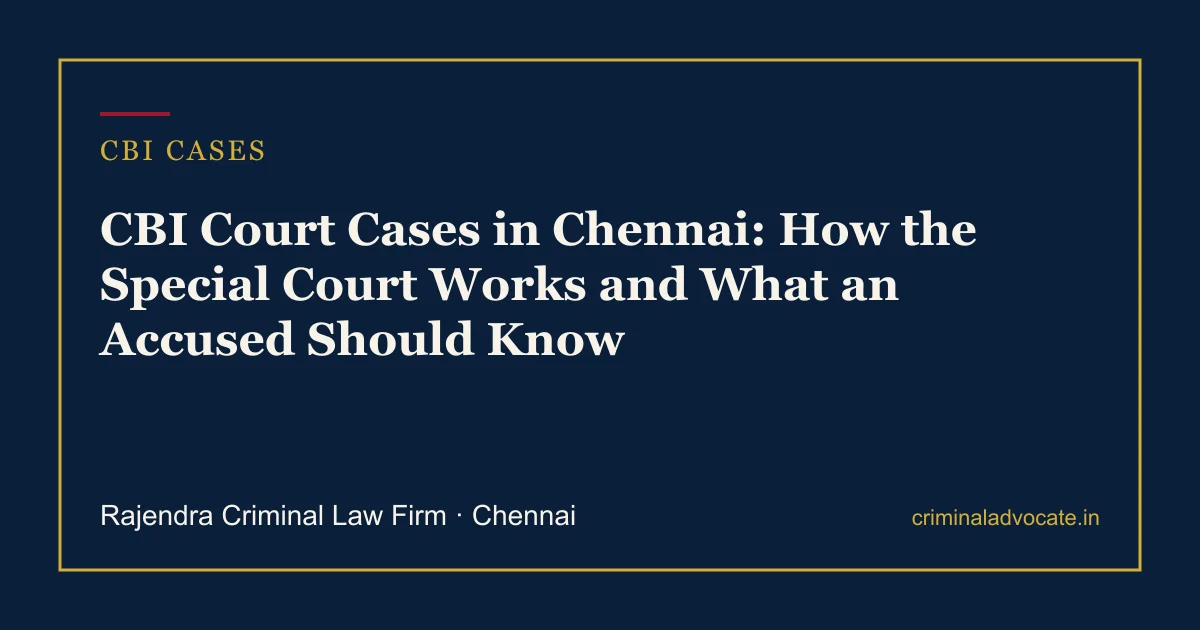 CBI CASES
CBI Court Cases in Chennai: How the
Special Court Works and What an
Accused Should Know
Rajendra Criminal Law Firm · Chennai
criminaladvocate.in